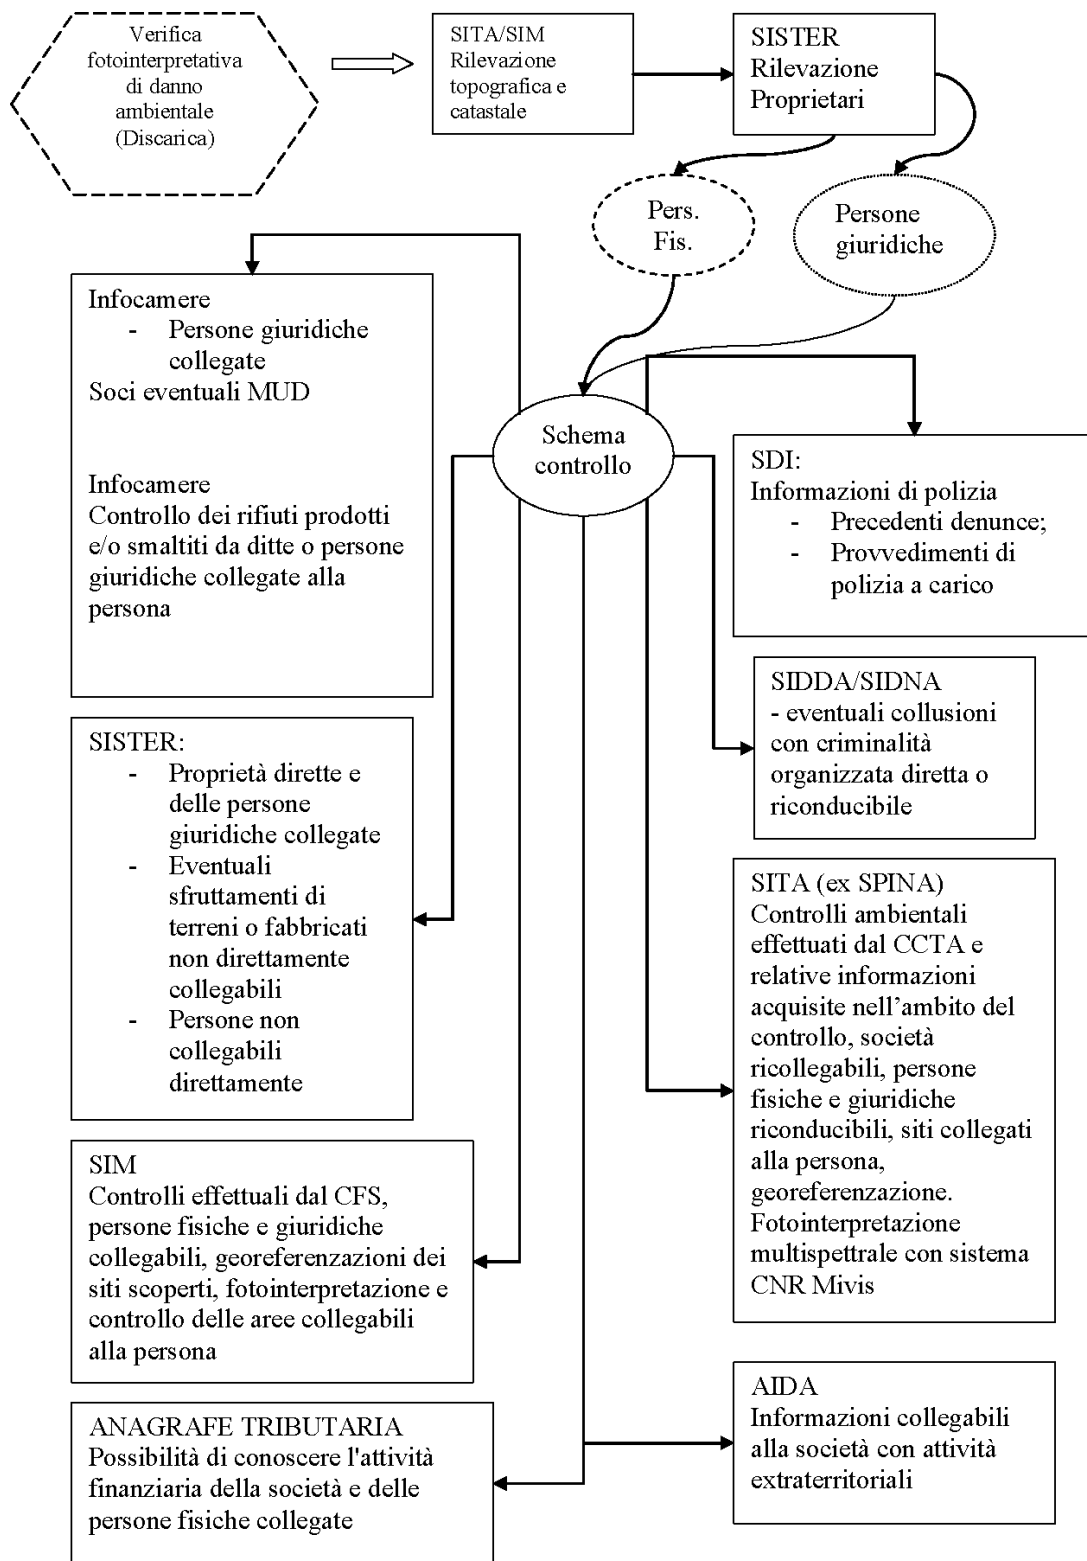 Verifica
fotointerpretativa
di danno
ambientale
(Discarica)
SITA/SIM
Rilevazione
topografica e
catastale
SISTER
Rilevazione
Proprietari
Pers.
Fis.
Persone
giuridiche
Infocamere
- Persone giuridiche
collegate
Soci eventuali MUD
Infocamere
Controllo dei rifiuti prodotti
e/o smaltiti da ditte o persone
giuridiche collegate alla
persona
Schema
controllo
SDI:
Informazioni di polizia
- Precedenti denunce;
- Provvedimenti di
polizia a carico
SIDDA/SIDNA
- eventuali collusioni
con criminalità
organizzata diretta o
riconducibile
SISTER:
- Proprietà dirette e
delle persone
giuridiche collegate
- Eventuali
sfruttamenti di
terreni o fabbricati
non direttamente
collegabili
- Persone non
collegabili
direttamente
SITA (ex SPINA)
Controlli ambientali
effettuati dal CCTA e
relative informazioni
acquisite nell'ambito del
controllo, società
ricollegabili, persone
fisiche e giuridiche
riconducibili, siti collegati
alla persona,
georeferenzazione.
Fotointerpretazione
multispettrale con sistema
CNR Mivis
SIM
Controlli effettuali dal CFS,
persone fisiche e giuridiche
collegabili, georeferenzazioni dei
siti scoperti, fotointerpretazione e
controllo delle aree collegabili
alla persona
ANAGRAFE TRIBUTARIA
Possibilità di conoscere l'attività
finanziaria della società e delle
persone fisiche collegate
AIDA
Informazioni collegabili
alla società con attività
extraterritoriali